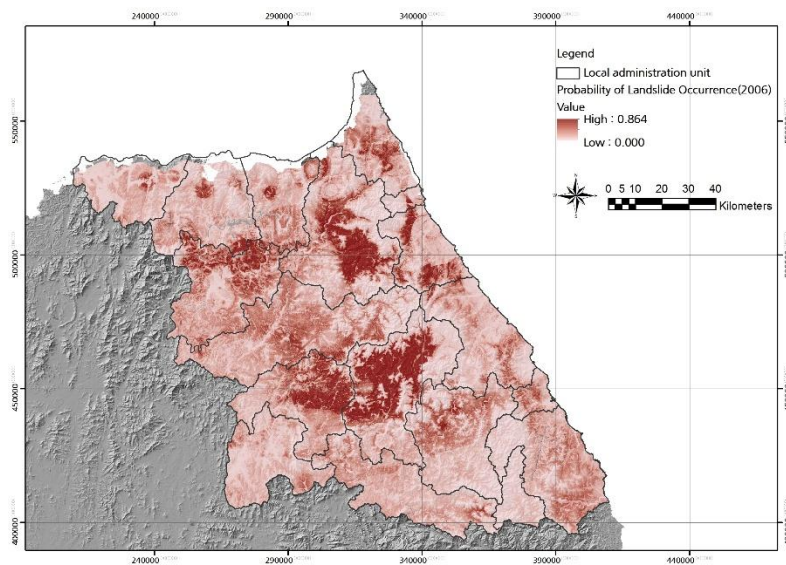 240000 290000 340000 390000 440000
Legend
Local administration unit
Probability of Landslide Occurrence(2006)
Value
High : 0.864
Low : 0.000
0 5 10 20 30 40
Kilometers
550000
500000
450000
450000
400000
240000 290000 340000 390000 440000